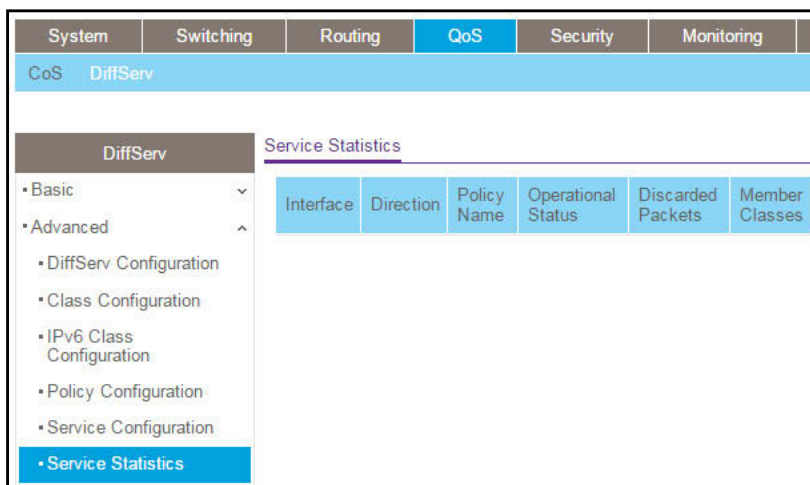 System Switching Routing QoS Security Monitoring
CoS DiffServ
DiffServ
Service Statistics
Basic
Advanced
DiffServ Configuration
Class Configuration
IPv6 Class
Configuration
Policy Configuration
Service Configuration
Service Statistics
Interface Direction Policy Name Operational Status Discarded Packets Member Classes